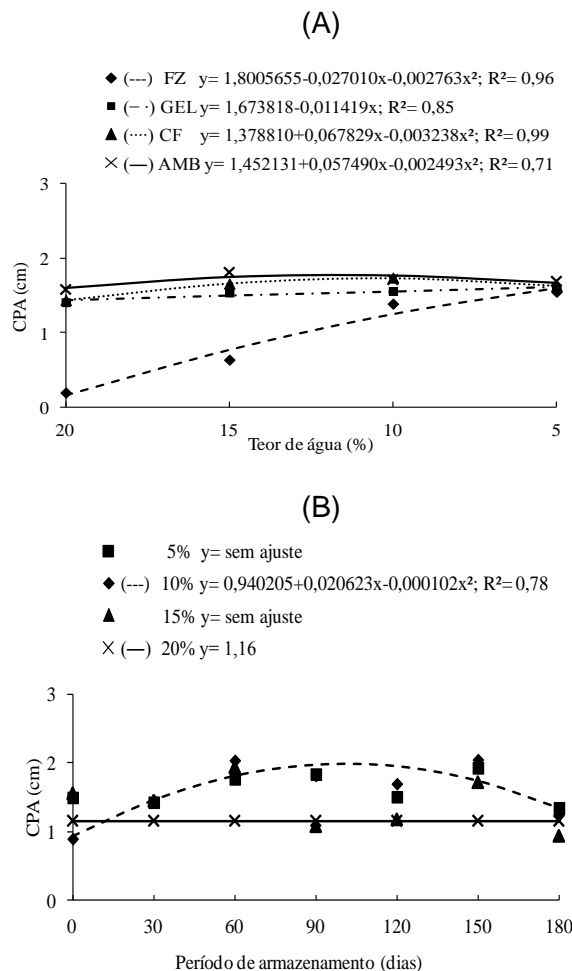 (A)
(---) FZ y= 1,8005655-0,027010x-0,002763x²; R²= 0,96
(− ·) GEL y= 1,673818-0,011419x; R²= 0,85
(·····) CF y= 1,378810+0,067829x-0,003238x²; R²= 0,99
(—) AMB y= 1,452131+0,057490x-0,002493x²; R²= 0,71
3
2
1
0
CPA (cm)
20 15 10 5
Teor de água (%)
(B)
5% y= sem ajuste
(---) 10% y= 0,940205+0,020623x-0,000102x²; R²= 0,78
15% y= sem ajuste
(—) 20% y= 1,16
3
2
1
0
CPA (cm)
0 30 60 90 120 150 180
Período de armazenamento (dias)